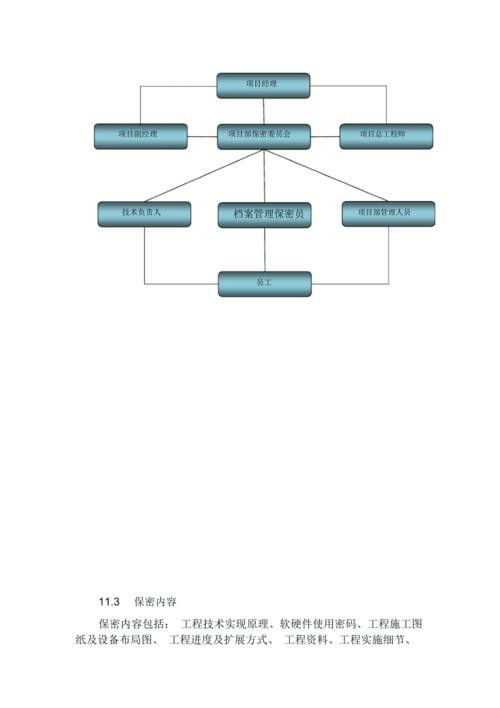 项目经理
项目副经理
项目部保密委员会
项目总工程师
技术负责人
档案管理保密员
项目部管理人员
员工
11.3 保密内容
保密内容包括： 工程技术实现原理、软硬件使用密码、工程施工图
纸及设备布局图、 工程进度及扩展方式、 工程资料、工程实施细节、